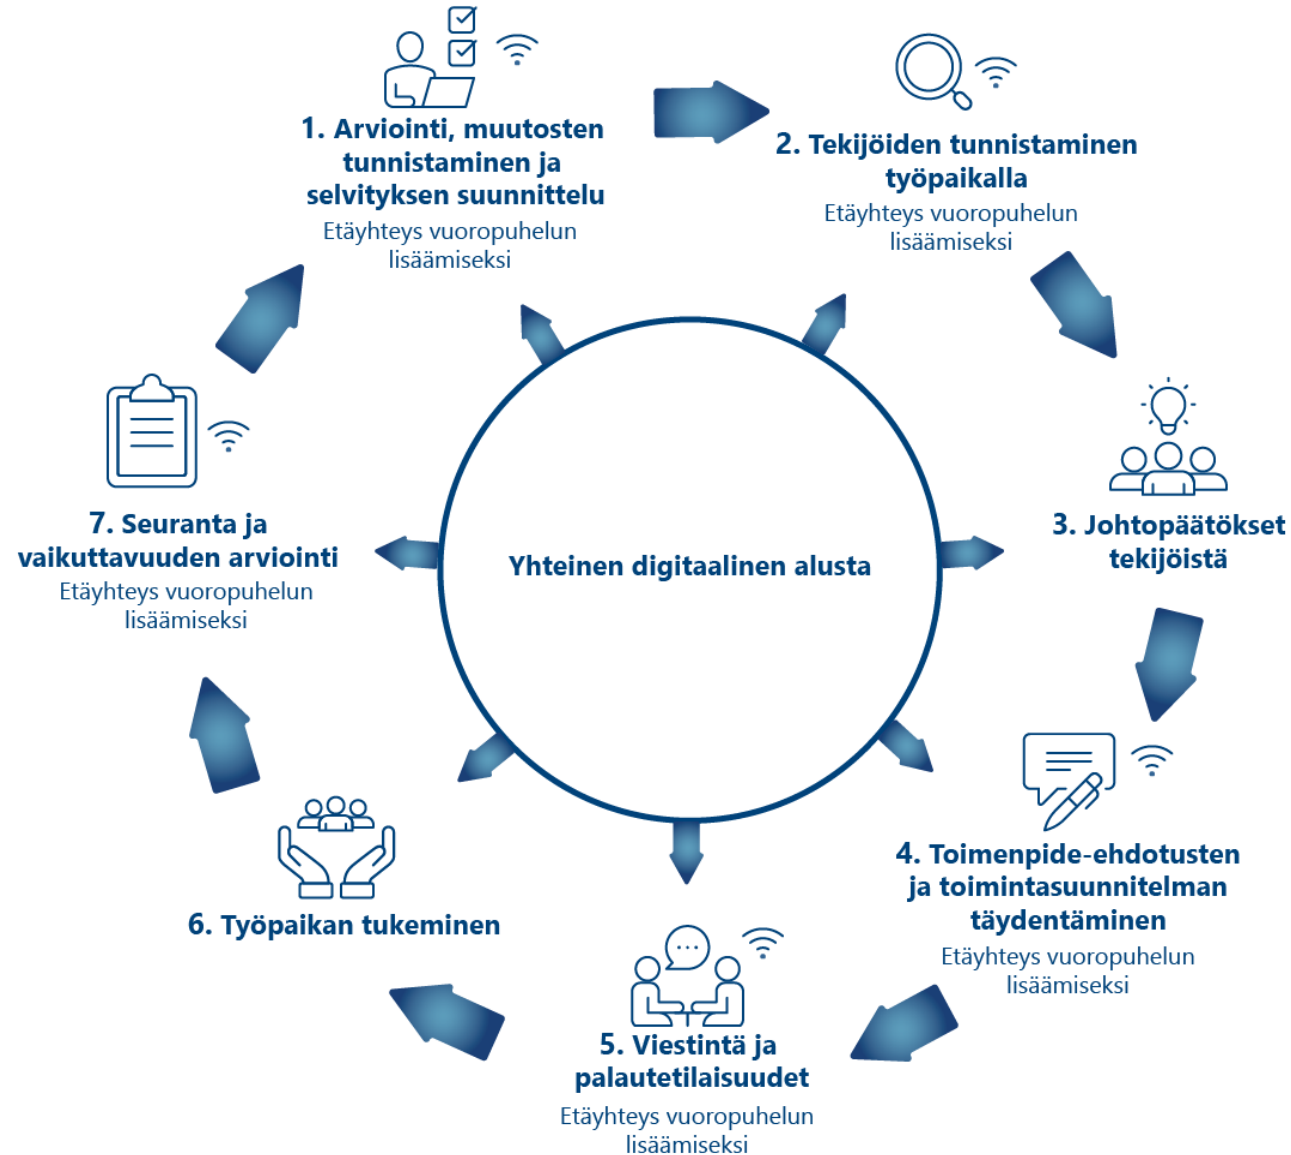 1. Arviointi, muutosten
tunnistaminen ja
selvityksen suunnittelu
Etäyhteys vuoropuhelun
lisäämiseksi
2. Tekijöiden tunnistaminen
työpaikalla
Etäyhteys vuoropuhelun
lisäämiseksi
3. Johtopäätökset
tekijöistä
4. Toimenpide-ehdotusten
ja toimintasuunnitelman
täydentäminen
Etäyhteys vuoropuhelun
lisäämiseksi
5. Viestintä ja
palautetilaisuudet
Etäyhteys vuoropuhelun
lisäämiseksi
6. Työpaikan tukeminen
7. Seuranta ja
vaikuttavuuden arviointi
Etäyhteys vuoropuhelun
lisäämiseksi
Yhteinen digitaalinen alusta